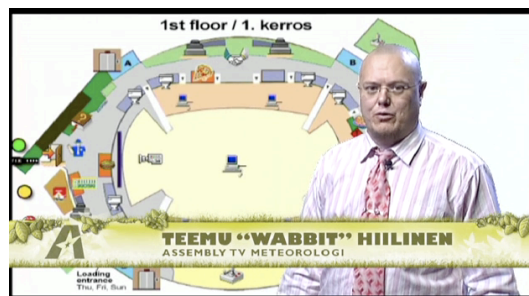 1st floor / 1. kerros
A
B
TEEMU “WABBIT” HIILINEN
ASSEMBLY TV METEOROLOGI
Loading
entrance
Thu, Fri, Sun